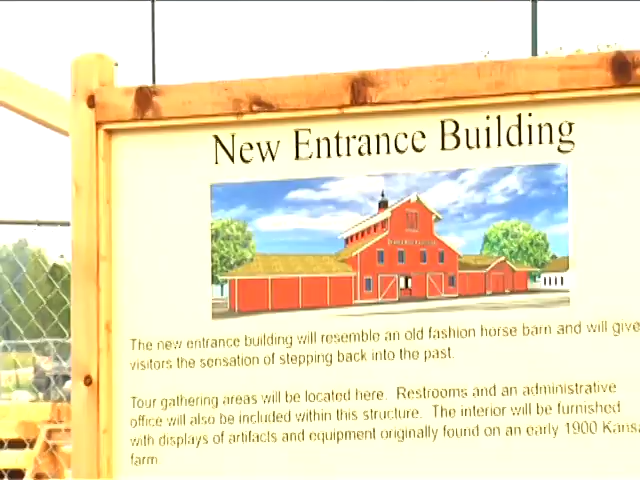 New Entrance Building
The new entrance building will resemble an old fashion horse barn and will give
visitors the sensation of stepping back into the past.
Tour gathering areas will be located here. Restrooms and an administrative
office will also be included within this structure. The interior will be furnished
with displays of artifacts and equipment originally found on an early 1900 Kansa
farm